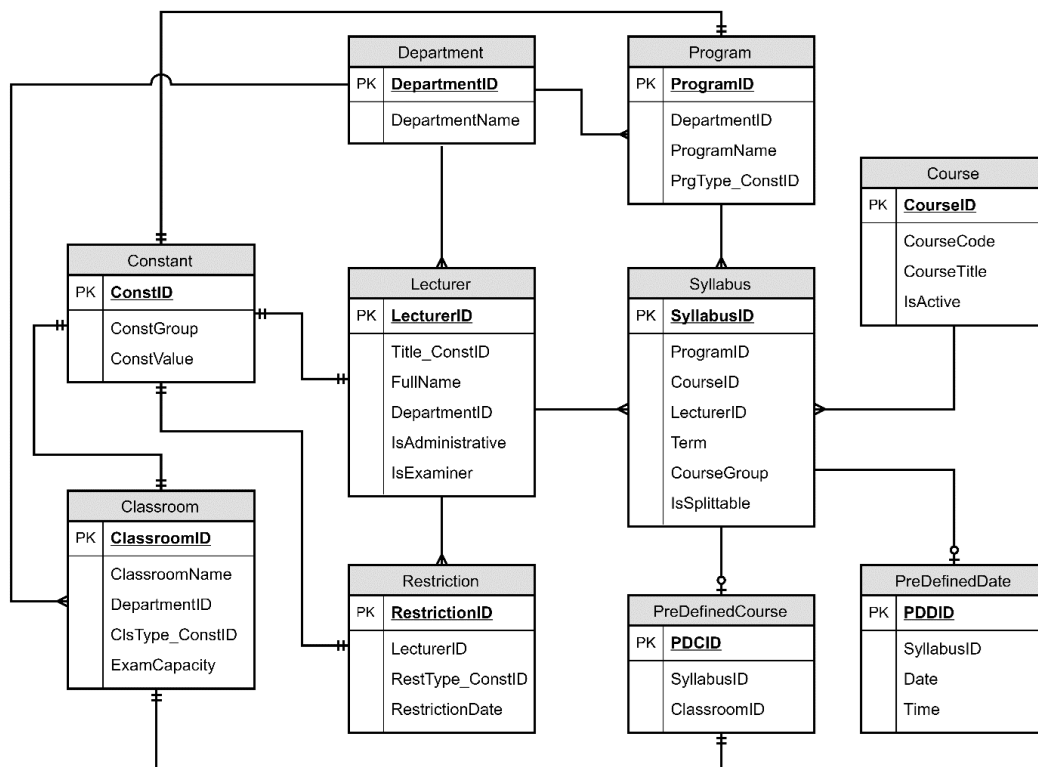 Department
PK DepartmentID
DepartmentName
Program
PK ProgramID
DepartmentID
ProgramName
PrgType_ConstID
Course
PK CourseID
CourseCode
CourseTitle
IsActive
Constant
PK ConstID
ConstGroup
ConstValue
Lecturer
PK LecturerID
Title_ConstID
FullName
DepartmentID
IsAdministrative
IsExaminer
Syllabus
PK SyllabusID
ProgramID
CourseID
LecturerID
Term
CourseGroup
IsSplittable
Classroom
PK ClassroomID
ClassroomName
DepartmentID
ClsType_ConstID
ExamCapacity
Restriction
PK RestrictionID
LecturerID
RestType_ConstID
RestrictionDate
PreDefinedCourse
PK PDCID
SyllabusID
ClassroomID
PreDefinedDate
PK PDDID
SyllabusID
Date
Time